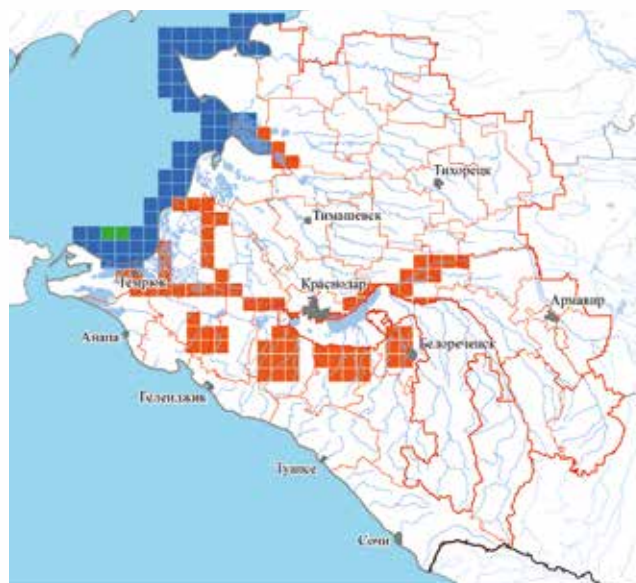 Тихорецк
Тимашевск
Темрюк
Краснодар
Армавир
Анапа
Белореченск
Геленджик
Туапсе
Сочи